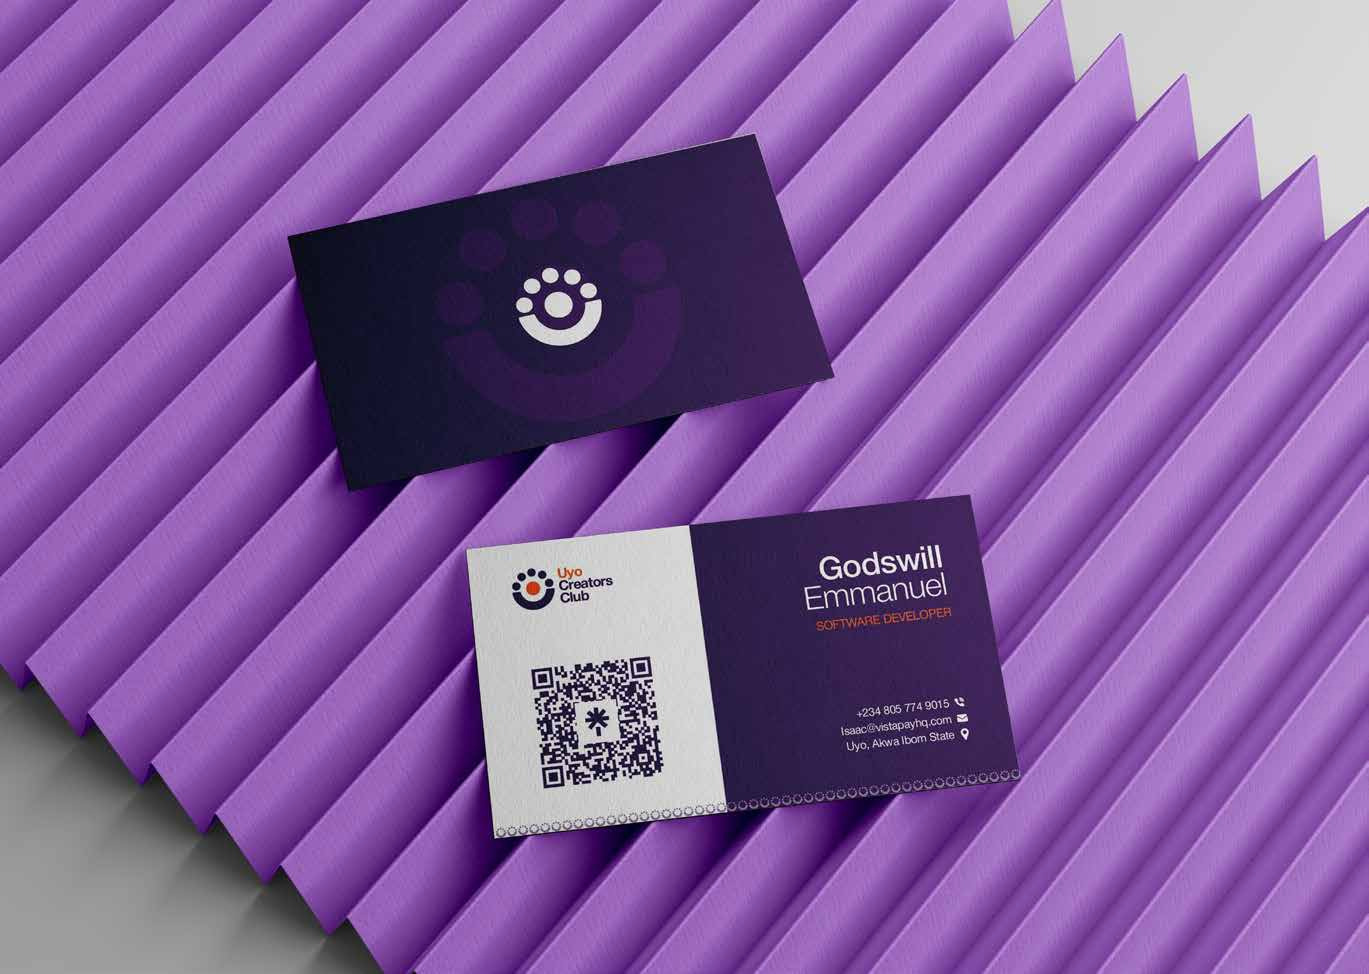 Uyo
Creators
Club
Godswill
Emmanuel
SOFTWARE DEVELOPER
+234 805 774 9015
Isaac@vistapayhq.com
Uyo, Akwa Ibom State